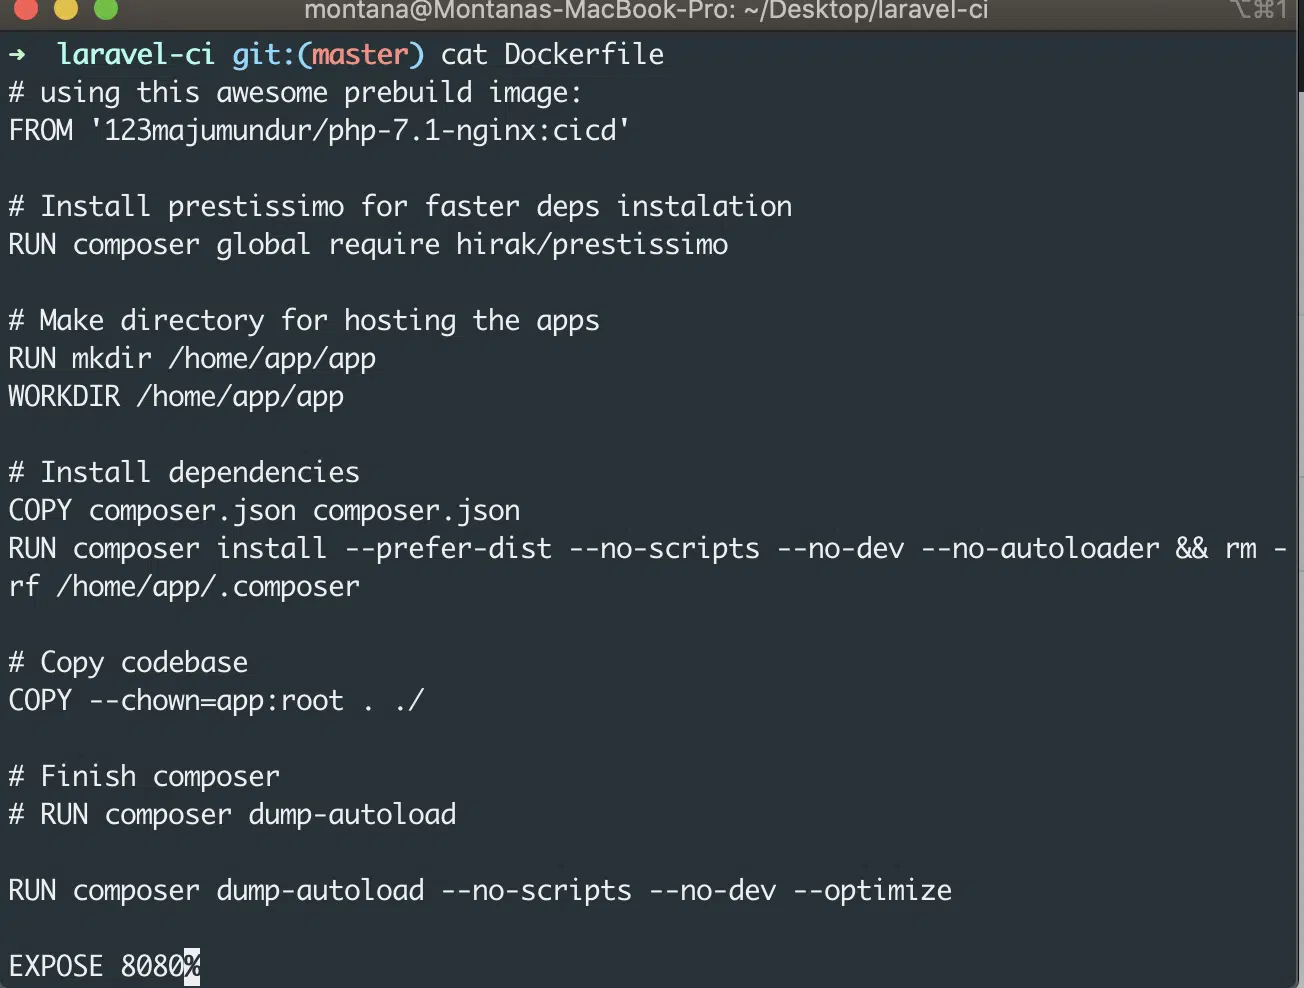 montana@Montanas-MacBook-Pro: ~/Desktop/laravel-ci ⌥⌘1
→ laravel-ci git:(master) cat Dockerfile
# using this awesome prebuild image:
FROM '123majumundur/php-7.1-nginx:cicd'
# Install prestissimo for faster deps instalation
RUN composer global require hirak/prestissimo
# Make directory for hosting the apps
RUN mkdir /home/app/app
WORKDIR /home/app/app
# Install dependencies
COPY composer.json composer.json
RUN composer install --prefer-dist --no-scripts --no-dev --no-autoloader && rm -
rf /home/app/.composer
# Copy codebase
COPY --chown=app:root . ./
# Finish composer
# RUN composer dump-autoload
RUN composer dump-autoload --no-scripts --no-dev --optimize
EXPOSE 8080%